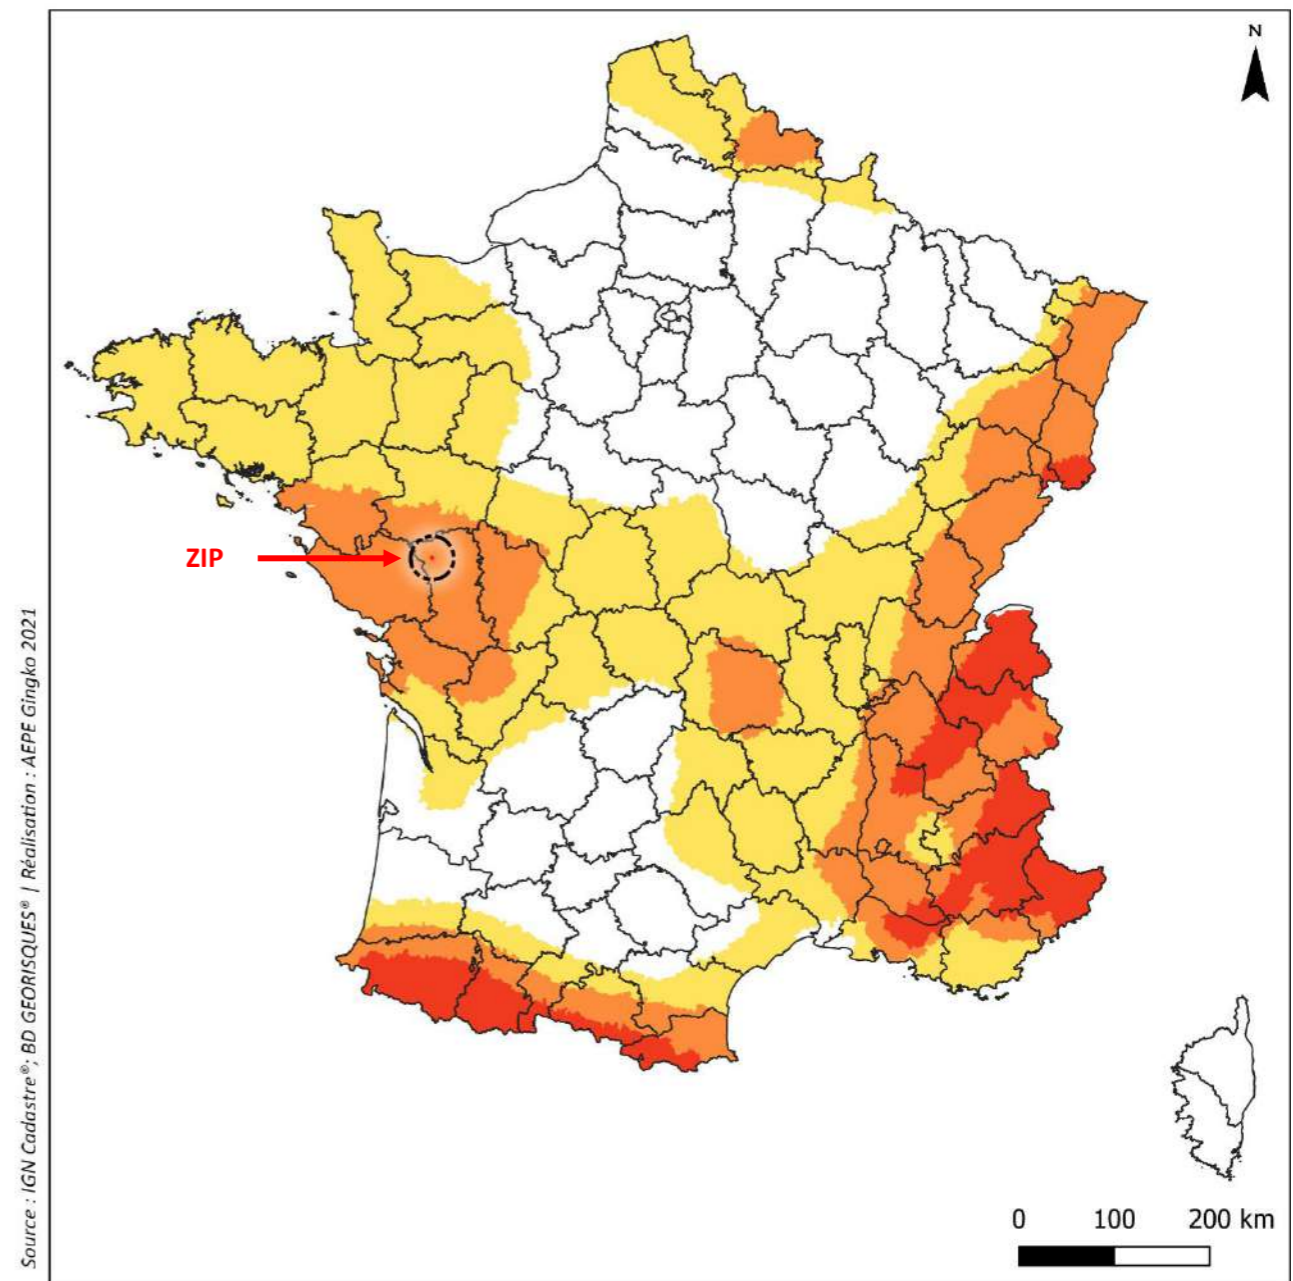 N
ZIP
Source : IGN Cadastre®; BD GEORISQUES® | Réalisation : AEPE Gingko 2021
0 100 200 km